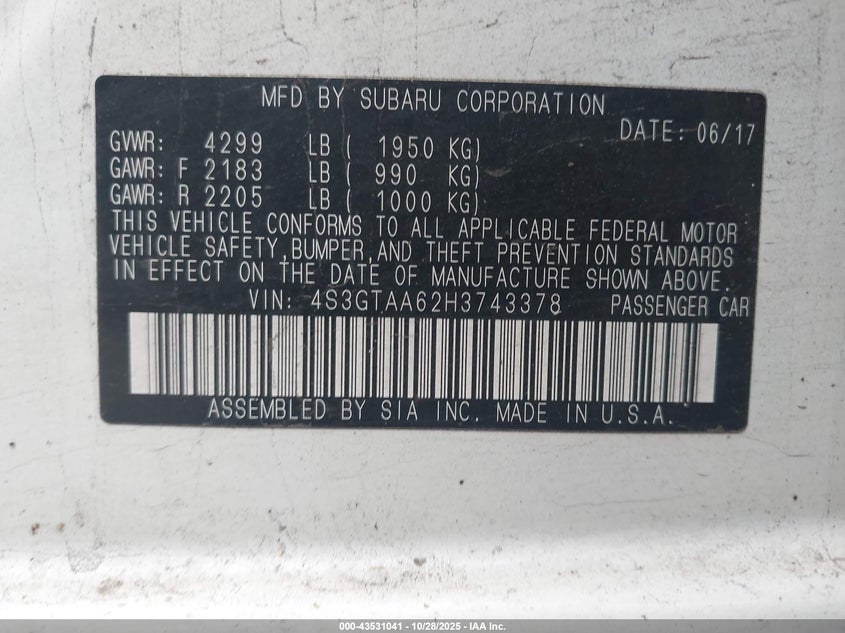 MFD BY SUBARU CORPORATION
DATE: 06/17
GVWR: 4299 LB ( 1950 KG)
GAWR: F 2183 LB ( 990 KG)
GAWR: R 2205 LB ( 1000 KG)
THIS VEHICLE CONFORMS TO ALL APPLICABLE FEDERAL MOTOR
VEHICLE SAFETY,BUMPER,AND THEFT PREVENTION STANDARDS
IN EFFECT ON THE DATE OF MANUFACTURE SHOWN ABOVE.
VIN: 4S3GTAA62H3743378 PASSENGER CAR
ASSEMBLED BY SIA INC. MADE IN U.S.A.
000-43531041 | 10/28/2025 - IAA Inc.